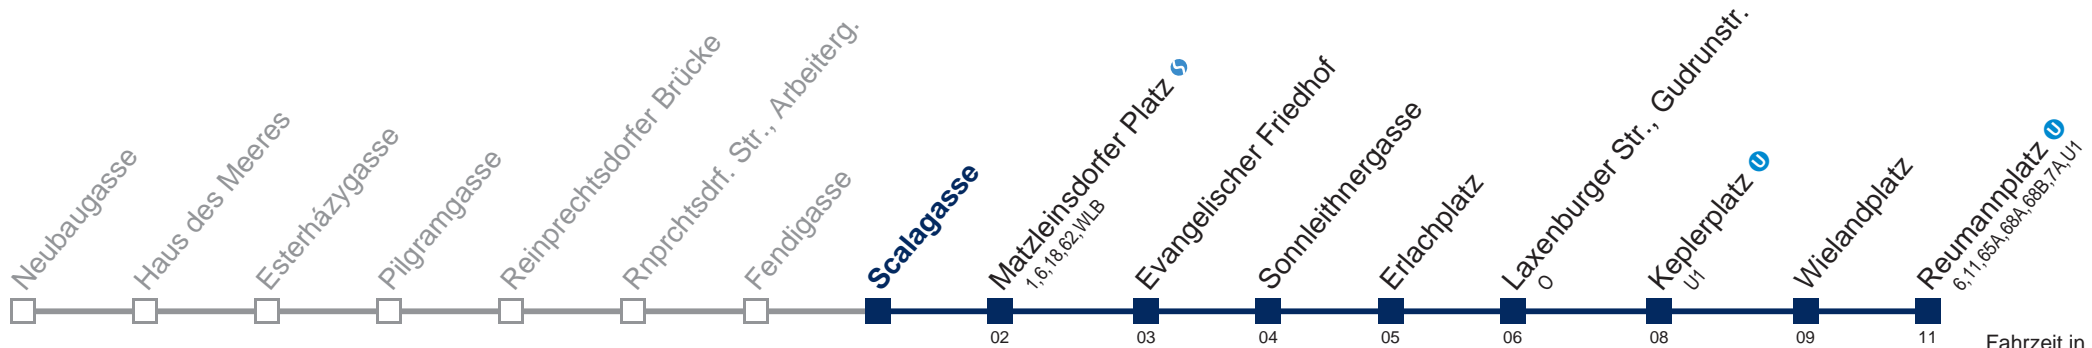 Neubaugasse
Haus des Meeres
Esterházygasse
Pilgramgasse
Reinprechtsdorfer Brücke
Rnprchtsdrf. Str., Arbeiterg.
Fendigasse
Scalagasse
Matzleinsdorfer Platz S
1,6,18,62,WLB
Evangelischer Friedhof
Sonnleithnergasse
Erlachplatz
Laxenburger Str., Gudrunstr.
O
Keplerplatz U
U1
Wielandplatz
Reumannplatz U
6,11,65A,68A,68B,7A,U1
02 03 04 05 06 08 09 11
Fahrzeit in